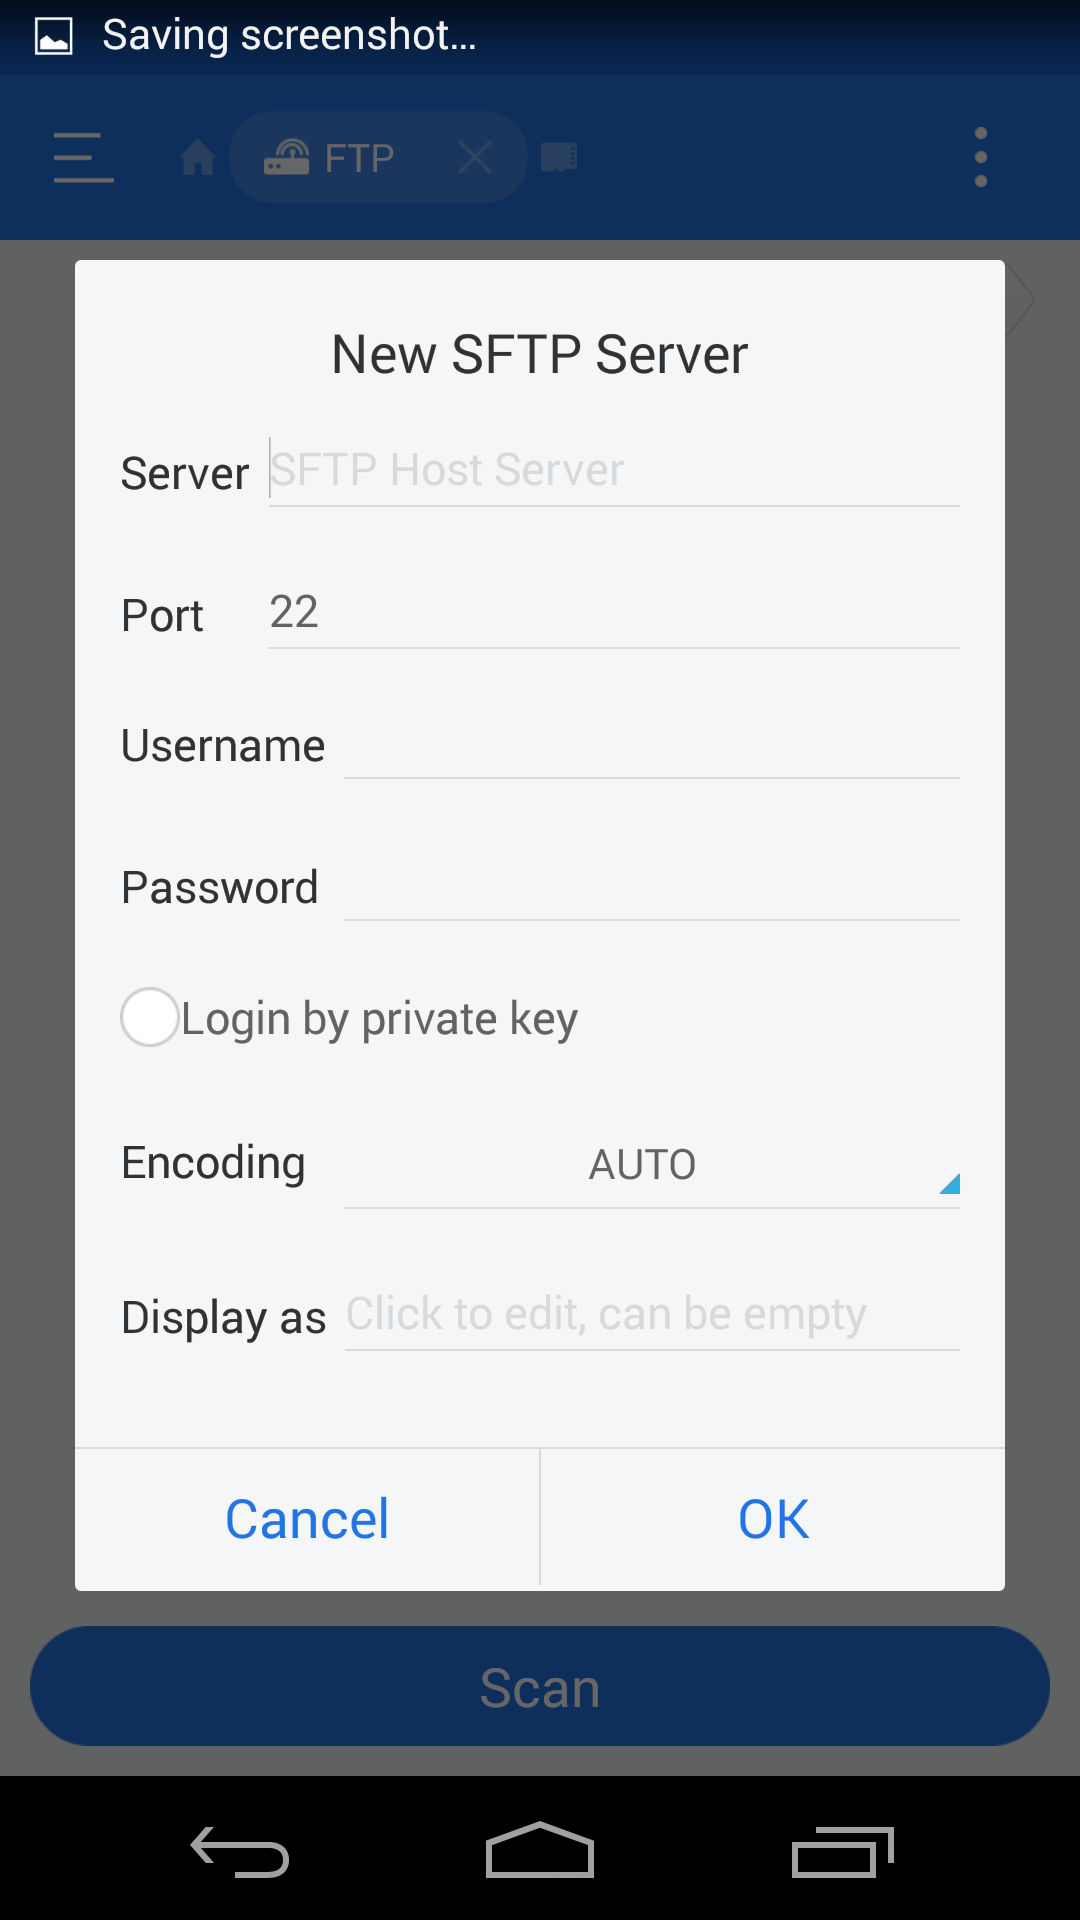 Saving screenshot...
FTP
New SFTP Server
Server SFTP Host Server
Port 22
Username
Password
Login by private key
Encoding AUTO
Display as Click to edit, can be empty
Cancel OK
Scan